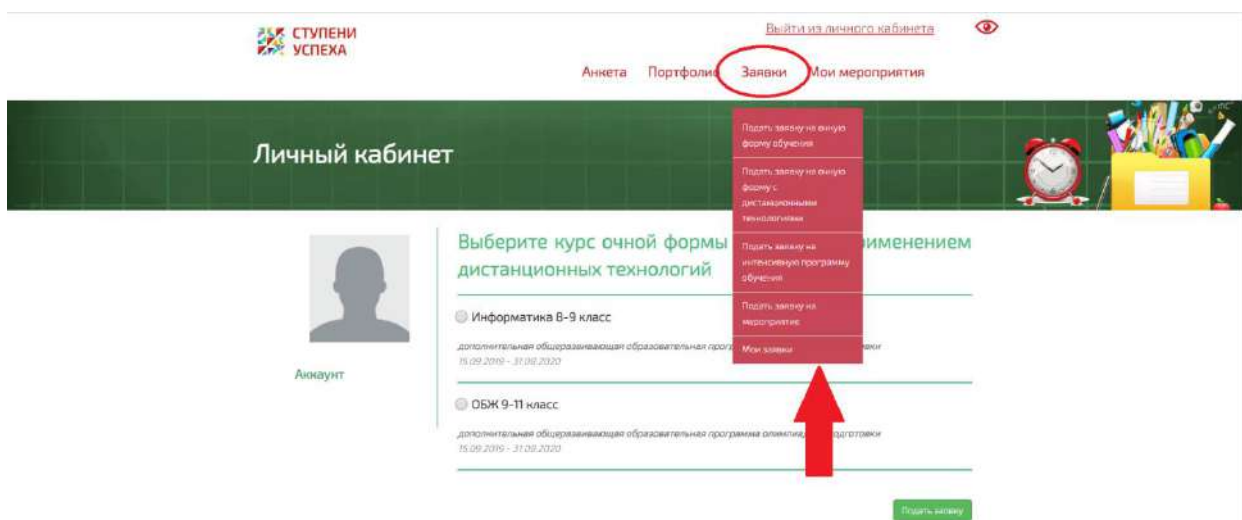 СТУПЕНИ
УСПЕХА
Выйти из личного кабинета
Анкета Портфолио Заявки Мои мероприятия
Личный кабинет
Подать заявку на очную
форму обучения
Подать заявку на очную
форму с
дистанционными
технологиями
Подать заявку на
интенсивную программу
обучения
Подать заявку на
мероприятие
Мои заявки
Аккаунт
Выберите курс очной формы применением
дистанционных технологий
Информатика 8-9 класс
дополнительная общеразвивающая образовательная
15.09.2019 - 31.08.2020
ОБЖ 9-11 класс
дополнительная общеразвивающая образовательная программа
15.09.2019 - 31.08.2020
Подать заявку